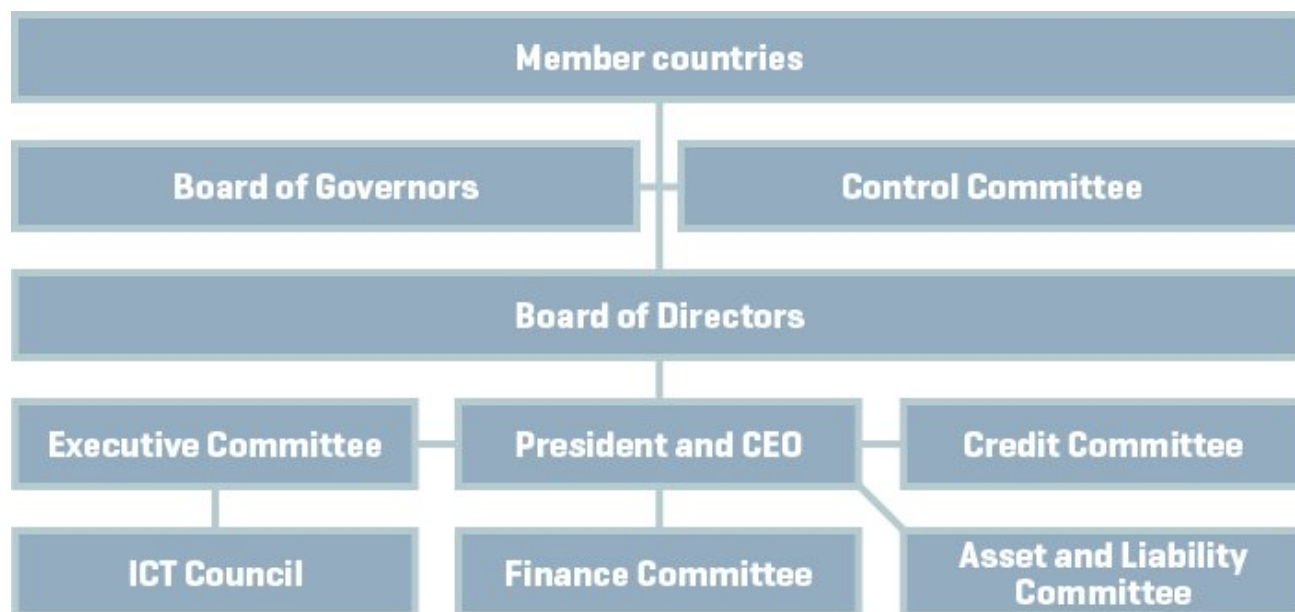 Member countries
Board of Governors
Control Committee
Board of Directors
Executive Committee
President and CEO
Credit Committee
ICT Council
Finance Committee
Asset and Liability
Committee